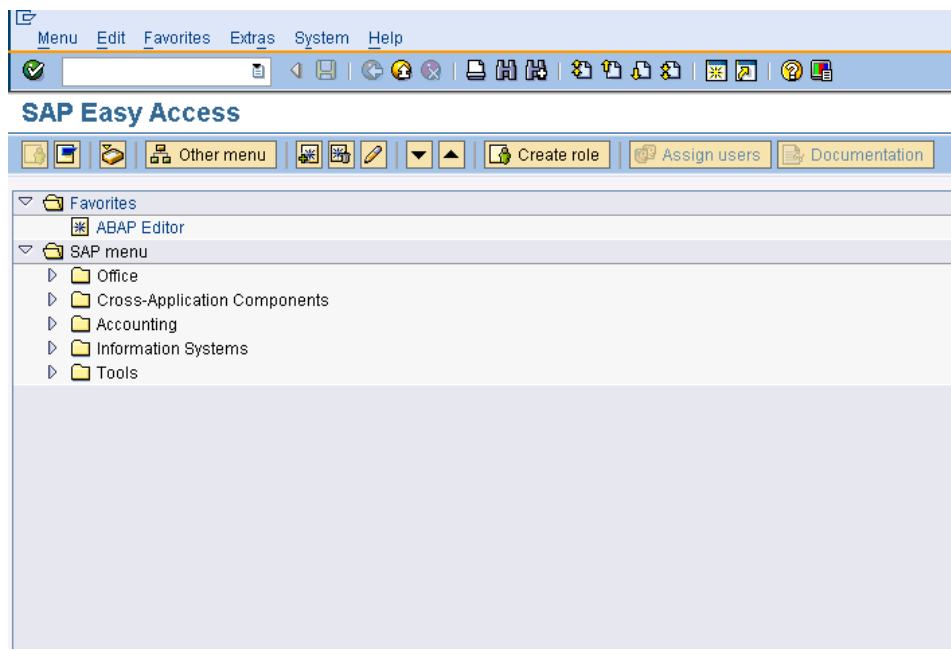 Menu Edit Favorites Extras System Help
SAP Easy Access
Other menu Create role Assign users Documentation
Favorites
ABAP Editor
SAP menu
Office
Cross-Application Components
Accounting
Information Systems
Tools